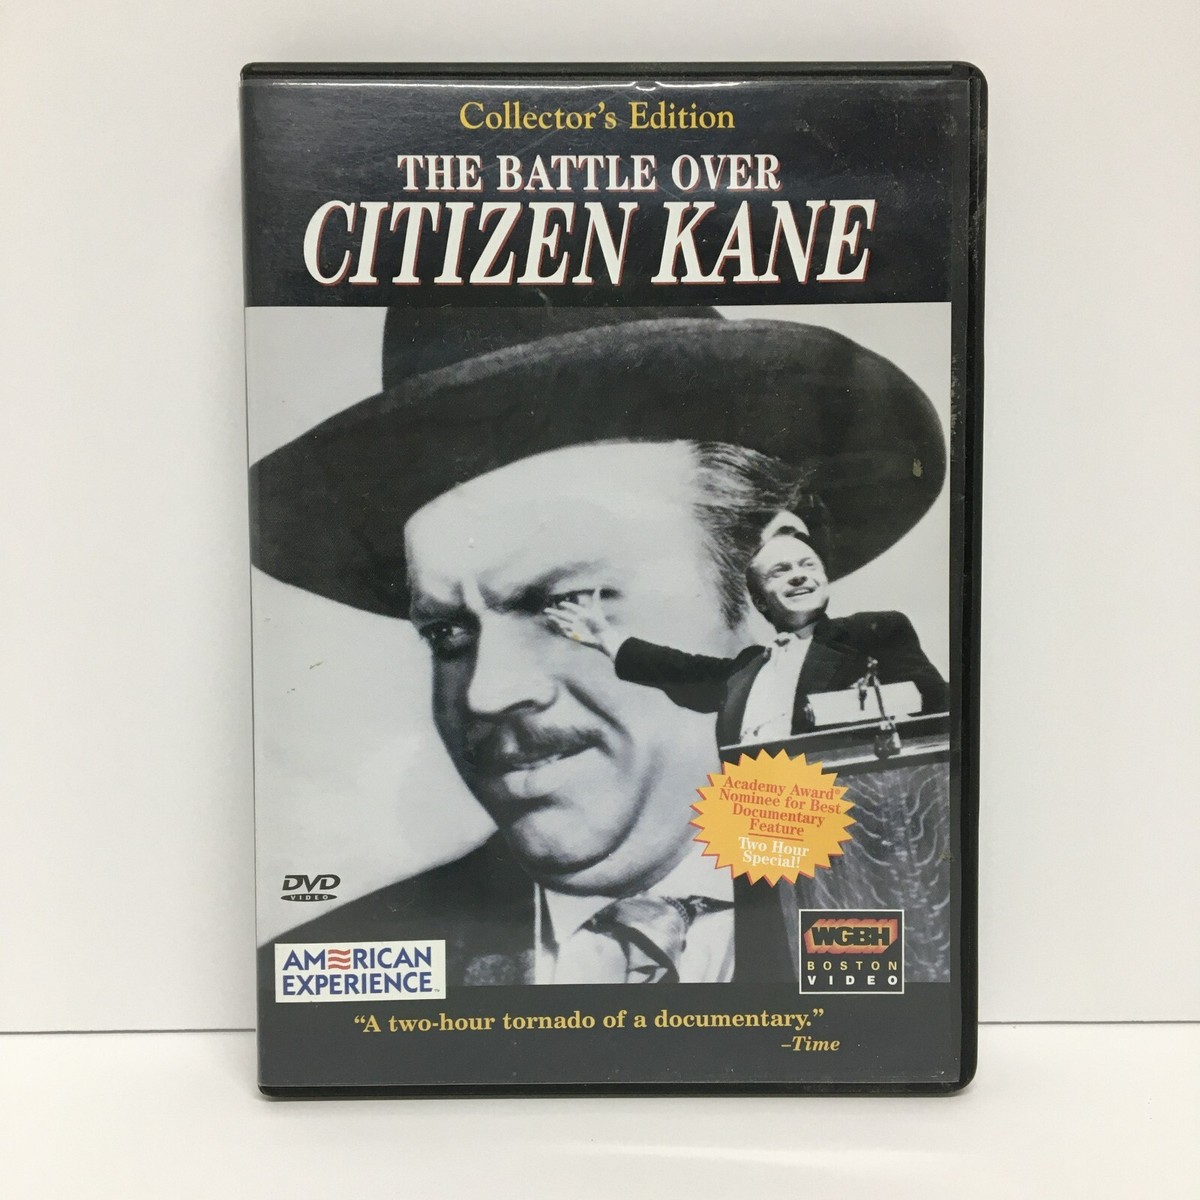 Collector's Edition
THE BATTLE OVER
CITIZEN KANE
Academy Award®
Nominee for Best
Documentary
Feature
Two Hour
Special!
DVD
VIDEO
AMERICAN
EXPERIENCE™
WGBH
BOSTON
VIDEO
“A two-hour tornado of a documentary.”
–Time